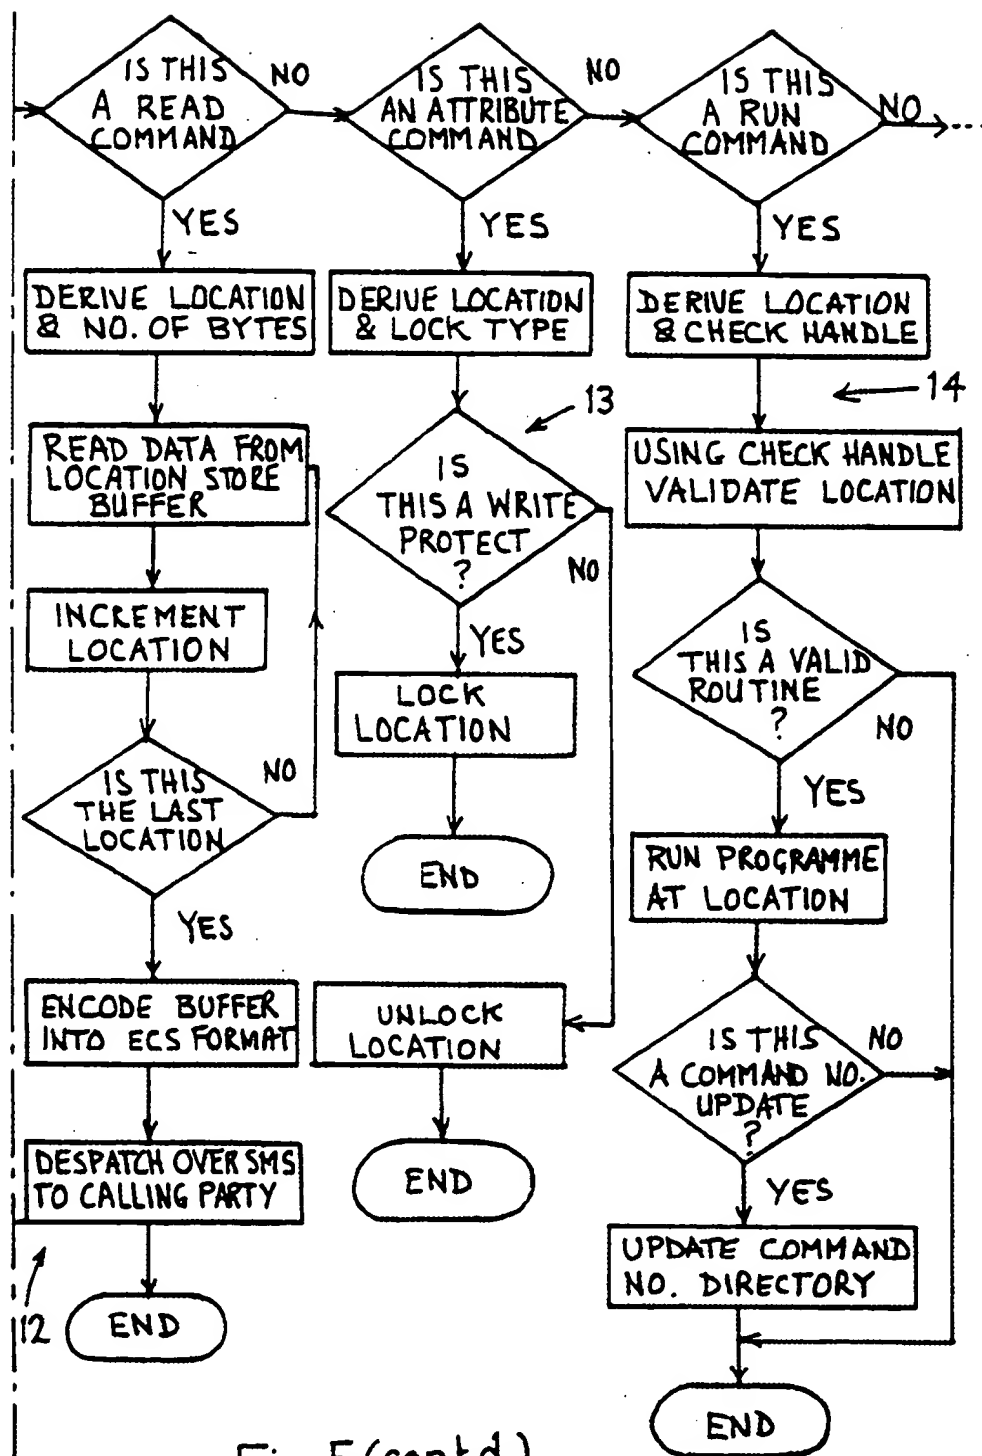 IS THIS
A READ
COMMAND
NO
IS THIS
AN ATTRIBUTE
COMMAND
NO
IS THIS
A RUN
COMMAND
NO
YES
YES
YES
DERIVE LOCATION
& NO. OF BYTES
DERIVE LOCATION
& LOCK TYPE
DERIVE LOCATION
& CHECK HANDLE
13
14
READ DATA FROM
LOCATION STORE
BUFFER
IS
THIS A WRITE
PROTECT
?
NO
USING CHECK HANDLE
VALIDATE LOCATION
INCREMENT
LOCATION
YES
IS
THIS A VALID
ROUTINE
?
NO
LOCK
LOCATION
IS THIS
THE LAST
LOCATION
NO
YES
END
RUN PROGRAMME
AT LOCATION
YES
ENCODE BUFFER
INTO ECS FORMAT
UNLOCK
LOCATION
IS THIS
A COMMAND NO.
UPDATE
?
NO
DESPATCH OVER SMS
TO CALLING PARTY
END
YES
UPDATE COMMAND
NO. DIRECTORY
12
END
END
Fig. 5 (contd.)